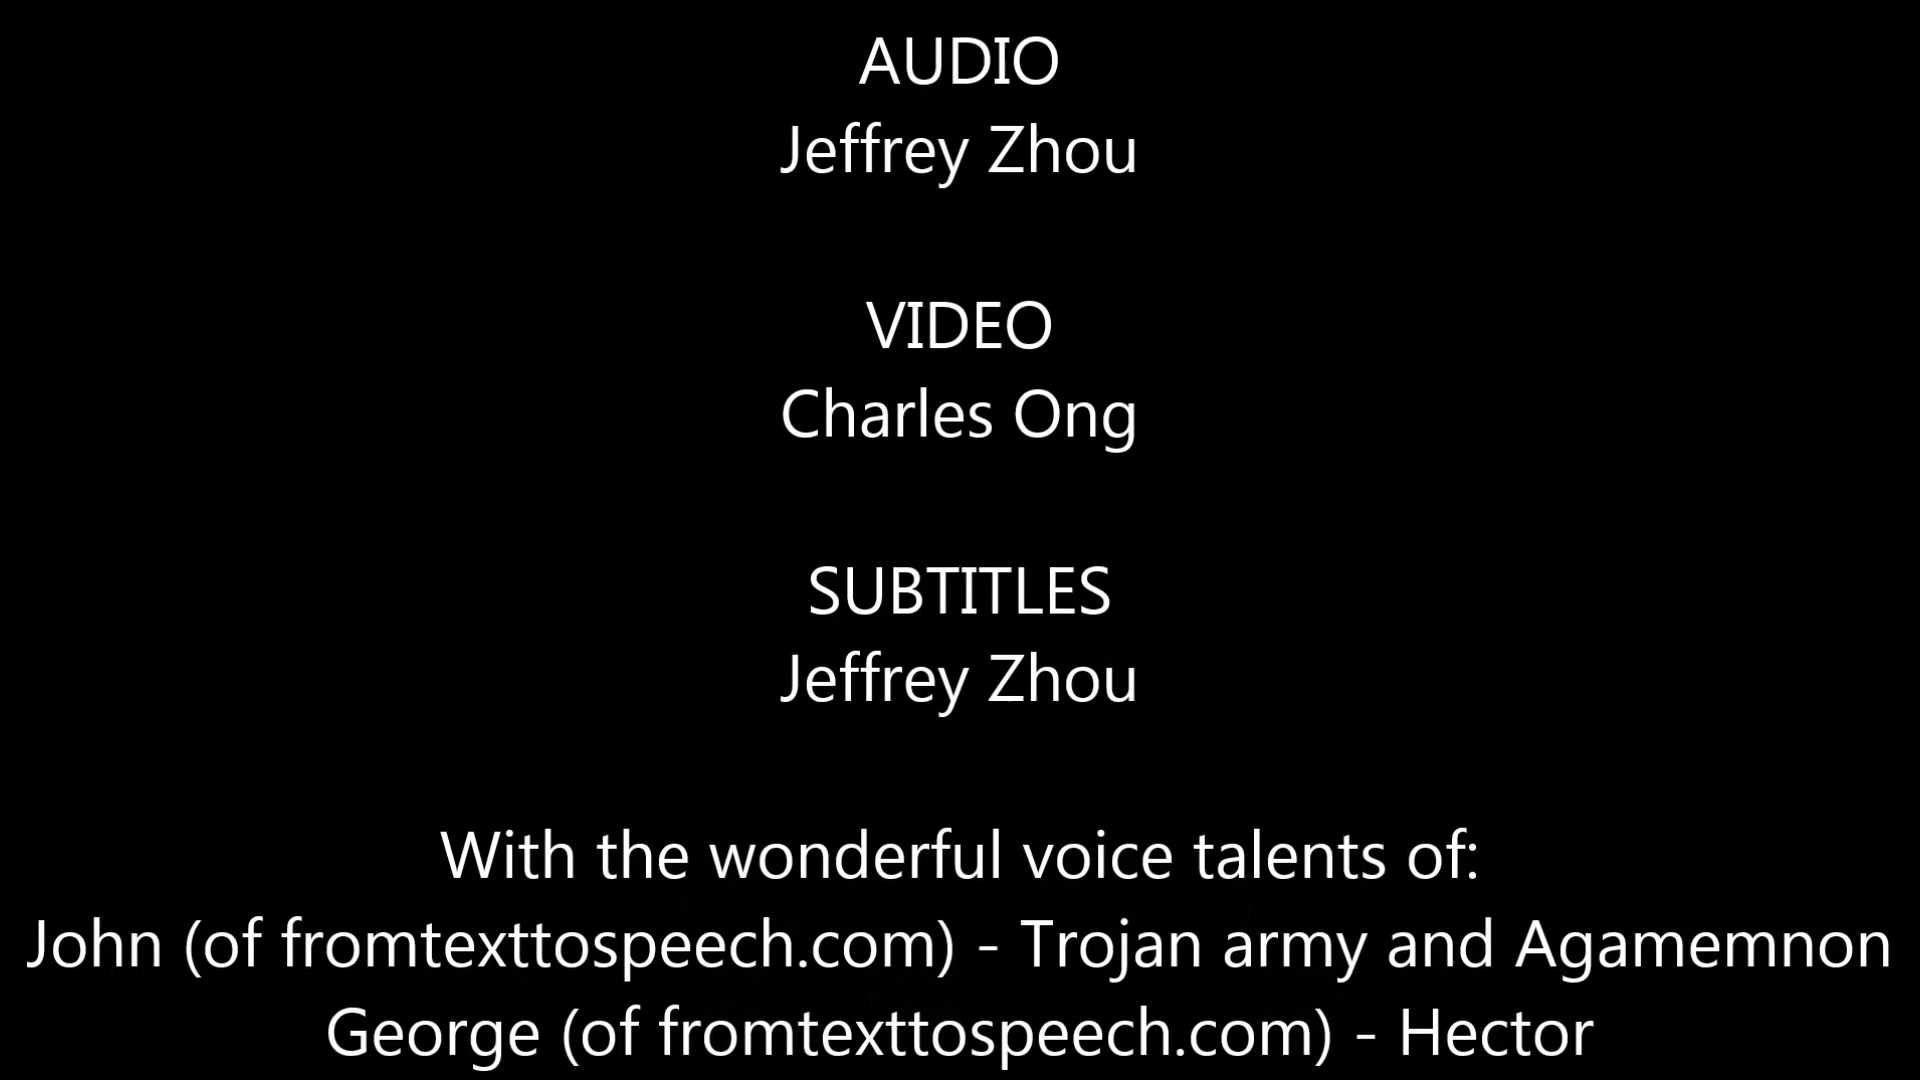 AUDIO
Jeffrey Zhou
VIDEO
Charles Ong
SUBTITLES
Jeffrey Zhou
With the wonderful voice talents of:
John (of fromtexttospeech.com) - Trojan army and Agamemnon
George (of fromtexttospeech.com) - Hector